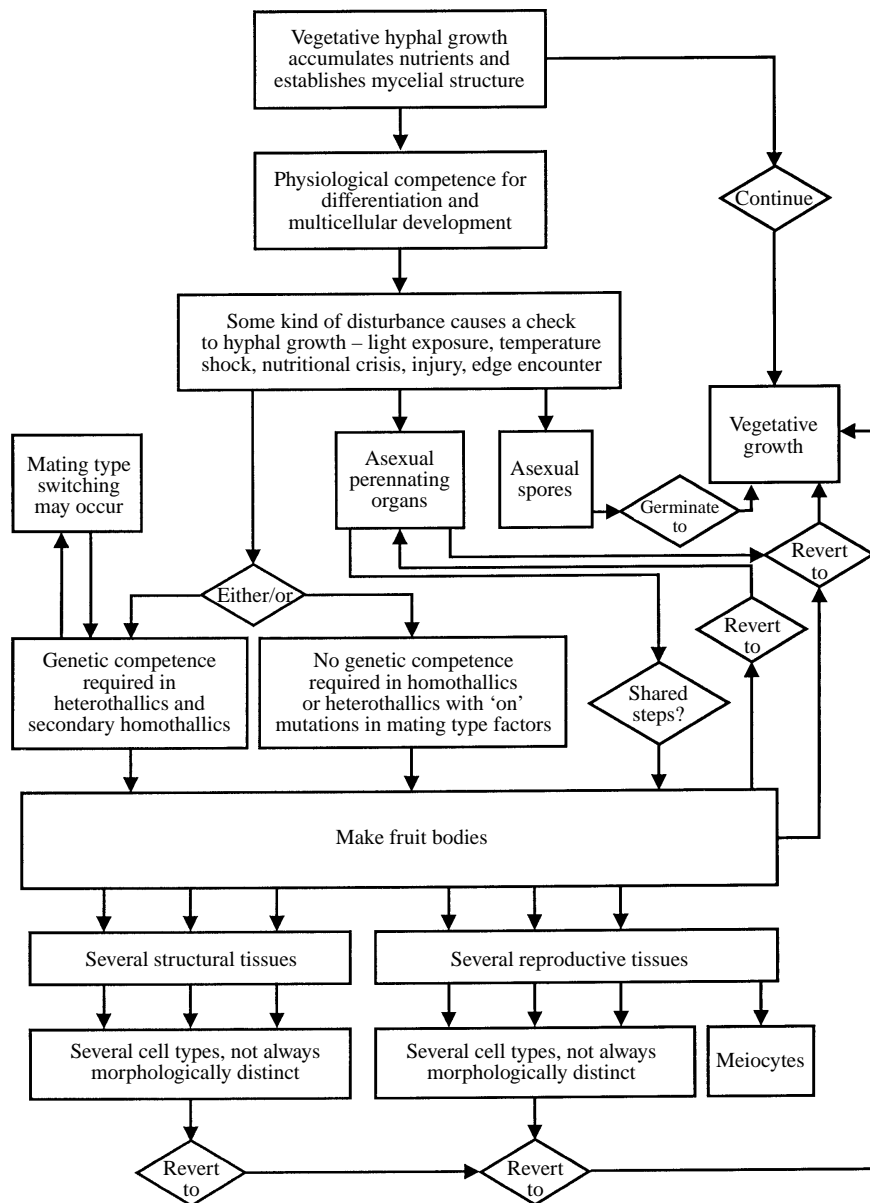 Vegetative hyphal growth
accumulates nutrients and
establishes mycelial structure
Physiological competence for
differentiation and
multicellular development
Continue
Some kind of disturbance causes a check
to hyphal growth – light exposure, temperature
shock, nutritional crisis, injury, edge encounter
Mating type
switching
may occur
Asexual
perennating
organs
Asexual
spores
Germinate
to
Vegetative
growth
Revert
to
Either/or
Revert
to
Genetic competence
required in
heterothallics and
secondary homothallics
No genetic competence
required in homothallics
or heterothallics with ‘on’
mutations in mating type factors
Shared
steps?
Make fruit bodies
Several structural tissues
Several reproductive tissues
Several cell types, not always
morphologically distinct
Several cell types, not always
morphologically distinct
Meiocytes
Revert
to
Revert
to